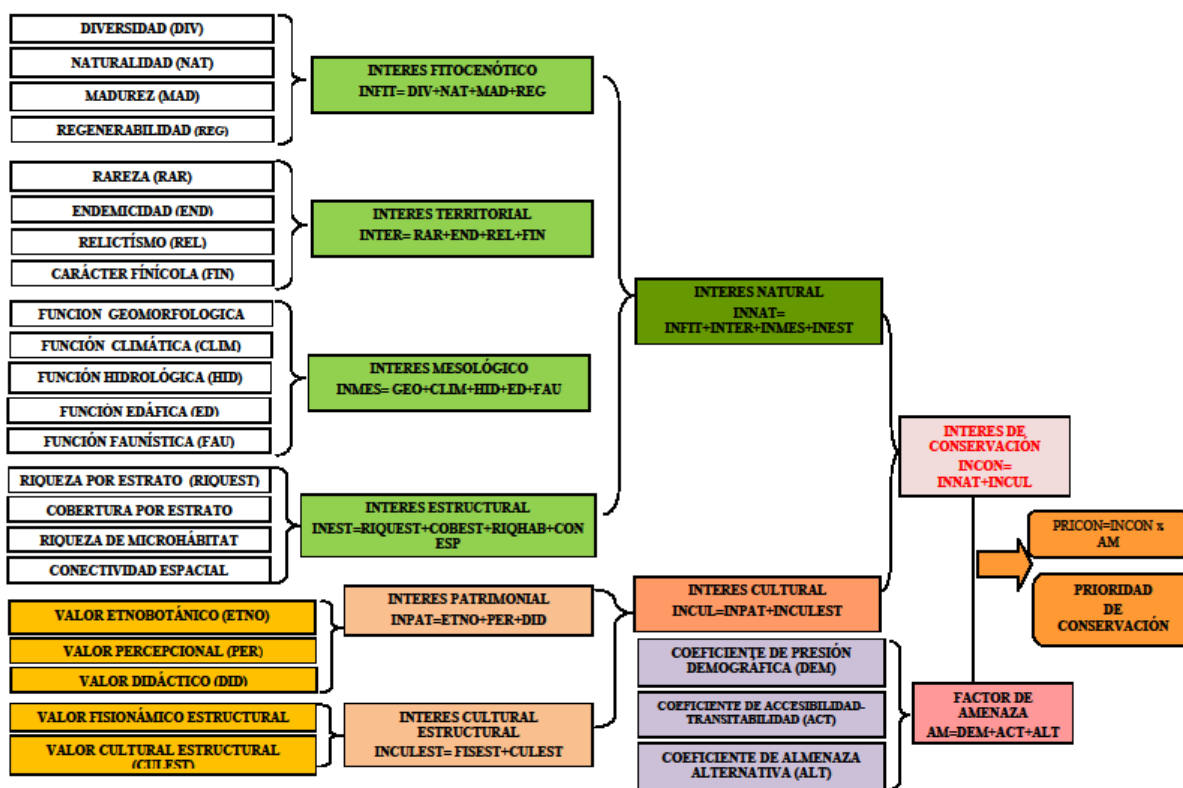 DIVERSIDAD (DIV)
NATURALIDAD (NAT)
MADUREZ (MAD)
REGENERABILIDAD (REG)
INTERES FITOCENÓTICO
INFIT= DIV+NAT+MAD+REG
RAREZA (RAR)
ENDEMICIDAD (END)
RELICTÍSMO (REL)
CARÁCTER FÍNÍCOLA (FIN)
INTERES TERRITORIAL
INTER= RAR+END+REL+FIN
FUNCION GEOMORFOLOGICA
FUNCIÓN CLIMÁTICA (CLIM)
FUNCIÓN HIDROLÓGICA (HID)
FUNCIÓN EDÁFICA (ED)
FUNCIÓN FAUNÍSTICA (FAU)
INTERES MESOLÓGICO
INMES= GEO+CLIM+HID+ED+FAU
RIQUEZA POR ESTRATO (RIQUEST)
COBERTURA POR ESTRATO
RIQUEZA DE MICROHÁBITAT
CONECTIVIDAD ESPACIAL
INTERES ESTRUCTURAL
INEST=RIQUEST+COBEST+RIQHAB+CON
ESP
INTERES NATURAL
INNAT=
INFIT+INTER+INMES+INEST
VALOR ETNOBOTÁNICO (ETNO)
VALOR PERCEPCIONAL (PER)
VALOR DIDÁCTICO (DID)
INTERES PATRIMONIAL
INPAT=ETNO+PER+DID
VALOR FISIONÁMICO ESTRUCTURAL
VALOR CULTURAL ESTRUCTURAL
(CULEST)
INTERES CULTURAL
ESTRUCTURAL
INCULEST= FISEST+CULEST
INTERES CULTURAL
INCUL=INPAT+INCULEST
COEFICIENTE DE PRESIÓN
DEMOGRÁFICA (DEM)
COEFICIENTE DE ACCESIBILIDAD-
TRANSITABILIDAD (ACT)
COEFICIENTE DE ALMENAZA
ALTERNATIVA (ALT)
INTERES DE
CONSERVACIÓN
INCON=
INNAT+INCUL
FACTOR DE
AMENAZA
AM=DEM+ACT+ALT
PRICON=INCON x
AM
PRIORIDAD
DE
CONSERVACIÓN